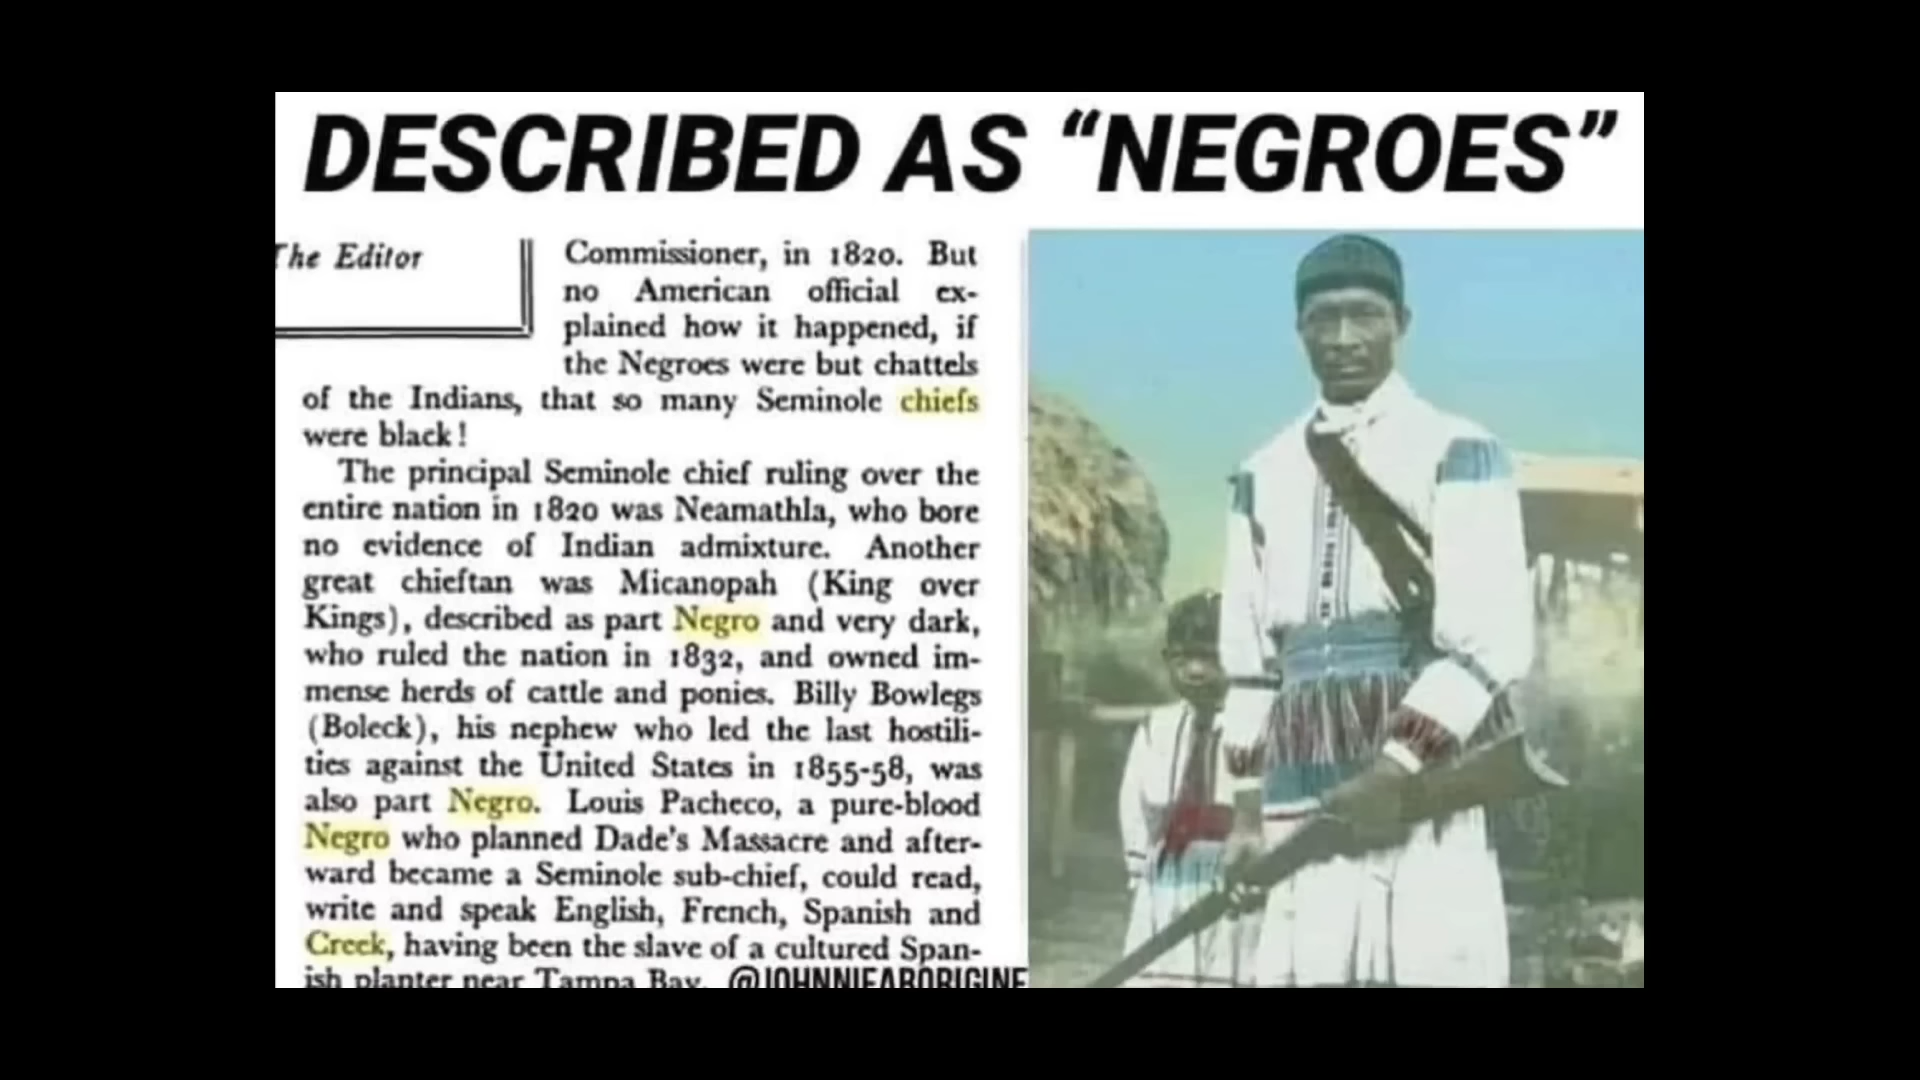 DESCRIBED AS “NEGROES”
The Editor
Commissioner, in 1820. But
no American official ex-
plained how it happened, if
the Negroes were but chattels
of the Indians, that so many Seminole chiefs
were black!
The principal Seminole chief ruling over the
entire nation in 1820 was Neamathla, who bore
no evidence of Indian admixture. Another
great chieftan was Micanopah (King over
Kings), described as part Negro and very dark,
who ruled the nation in 1832, and owned im-
mense herds of cattle and ponies. Billy Bowlegs
(Boleck), his nephew who led the last hostili-
ties against the United States in 1855-58, was
also part Negro. Louis Pacheco, a pure-blood
Negro who planned Dade's Massacre and after-
ward became a Seminole sub-chief, could read,
write and speak English, French, Spanish and
Creek, having been the slave of a cultured Span-
ish planter near Tampa Bay.
@JOHNNIEABORIGINE